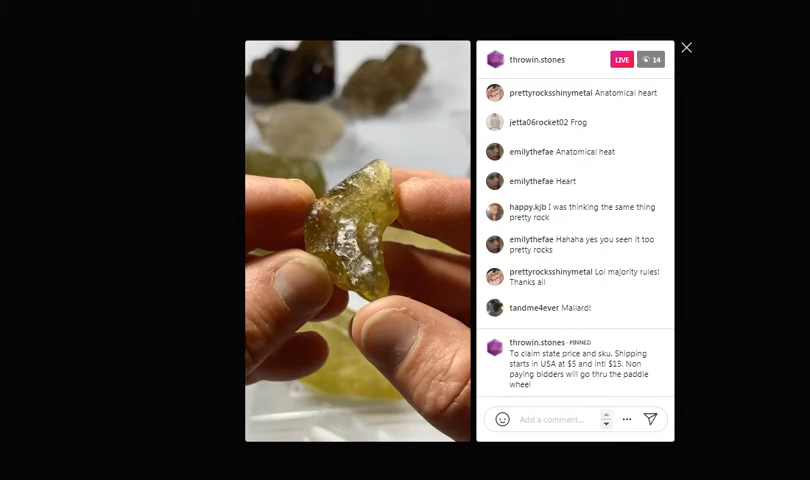 throwin.stones
LIVE
14
prettyrocksshinymetal Anatomical heart
jetta06rocket02 Frog
emilythefae Anatomical heat
emilythefae Heart
happy.kjb I was thinking the same thing
pretty rock
emilythefae Hahaha yes you seen it too
pretty rocks
prettyrocksshinymetal Lol majority rules!
Thanks all
tandme4ever Mallard!
throwin.stones · PINNED
To claim state price and sku. Shipping
starts in USA at $5 and intl $15. Non
paying bidders will go thru the paddle
wheel
Add a comment...